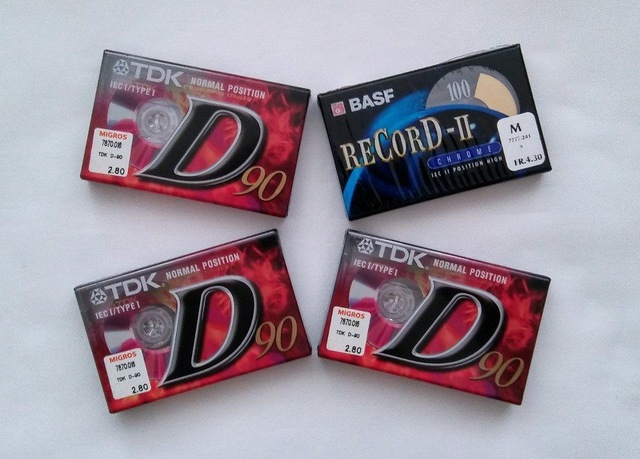 TDK
NORMAL POSITION
IEC I/TYPE I
D 90
MIGROS
7870.018
TDK D-90
2.80
BASF
100
RECORD-II
CHROME
IEC II POSITION HIGH
M
7777.241
FR.4.30
TDK
NORMAL POSITION
IEC I/TYPE I
D 90
MIGROS
7870.018
TDK D-90
2.80
TDK
NORMAL POSITION
IEC I/TYPE I
D 90
MIGROS
7870.018
TDK D-90
2.80